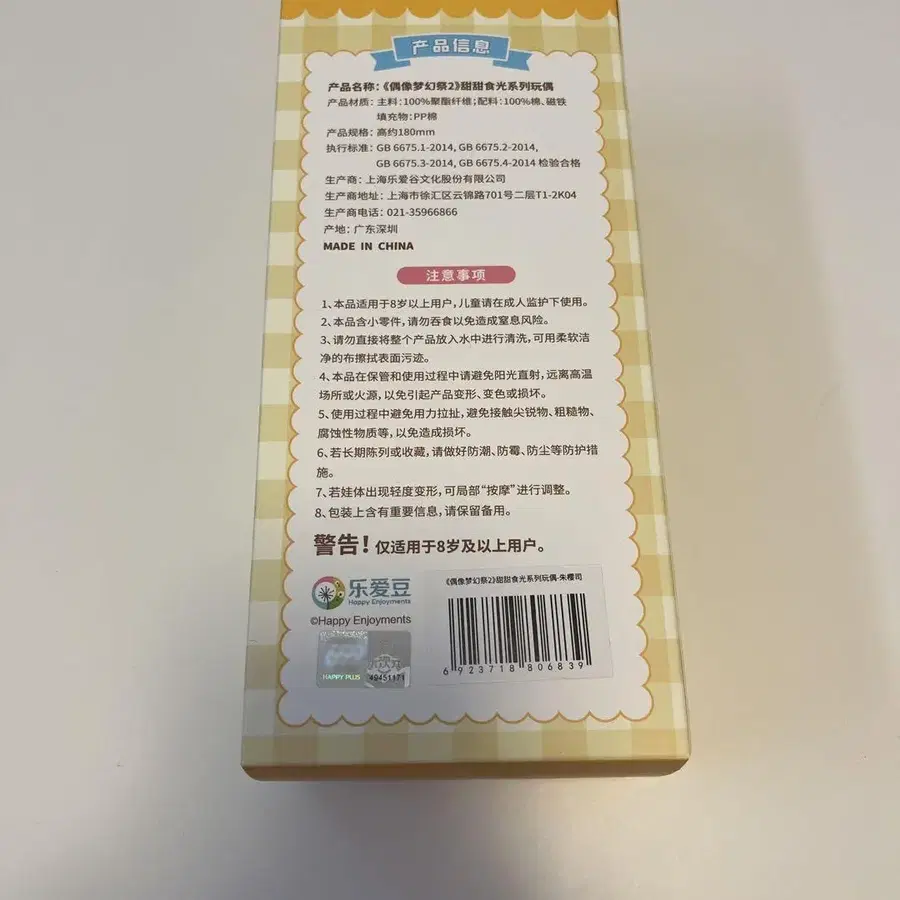 产品信息
产品名称：《偶像梦幻祭2》甜甜食光系列玩偶
产品材质：主料：100%聚酯纤维；配料：100%棉、磁铁
填充物：PP棉
产品规格：高约180mm
执行标准：GB 6675.1-2014, GB 6675.2-2014,
GB 6675.3-2014, GB 6675.4-2014 检验合格
生产商：上海乐爱谷文化股份有限公司
生产商地址：上海市徐汇区云锦路701号二层T1-2K04
生产商电话：021-35966866
产地：广东深圳
MADE IN CHINA
注意事项
1、本品适用于8岁以上用户，儿童请在成人监护下使用。
2、本品含小零件，请勿吞食以免造成窒息风险。
3、请勿直接将整个产品放入水中进行清洗，可用柔软洁
净的布擦拭表面污迹。
4、本品在保管和使用过程中请避免阳光直射，远离高温
场所或火源，以免引起产品变形、变色或损坏。
5、使用过程中避免用力拉扯，避免接触尖锐物、粗糙物、
腐蚀性物质等，以免造成损坏。
6、若长期陈列或收藏，请做好防潮、防霉、防尘等防护措
施。
7、若娃体出现轻度变形，可局部“按摩”进行调整。
8、包装上含有重要信息，请保留备用。
警告！仅适用于8岁及以上用户。
乐爱豆
Happy Enjoyments
©Happy Enjoyments
HAPPY PLUS
49451171
《偶像梦幻祭2》甜甜食光系列玩偶-朱樱司
6 923718 806839